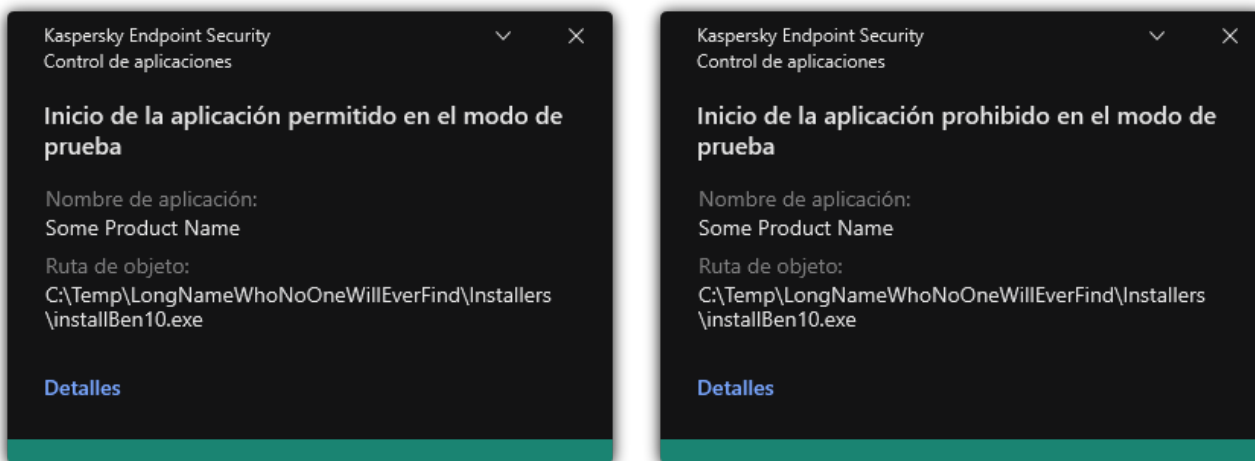 Kaspersky Endpoint Security
Control de aplicaciones
Inicio de la aplicación permitido en el modo de
prueba
Nombre de aplicación:
Some Product Name
Ruta de objeto:
C:\Temp\LongNameWhoNoOneWillEverFind\Installers
\installBen10.exe
Detalles
Kaspersky Endpoint Security
Control de aplicaciones
Inicio de la aplicación prohibido en el modo de
prueba
Nombre de aplicación:
Some Product Name
Ruta de objeto:
C:\Temp\LongNameWhoNoOneWillEverFind\Installers
\installBen10.exe
Detalles